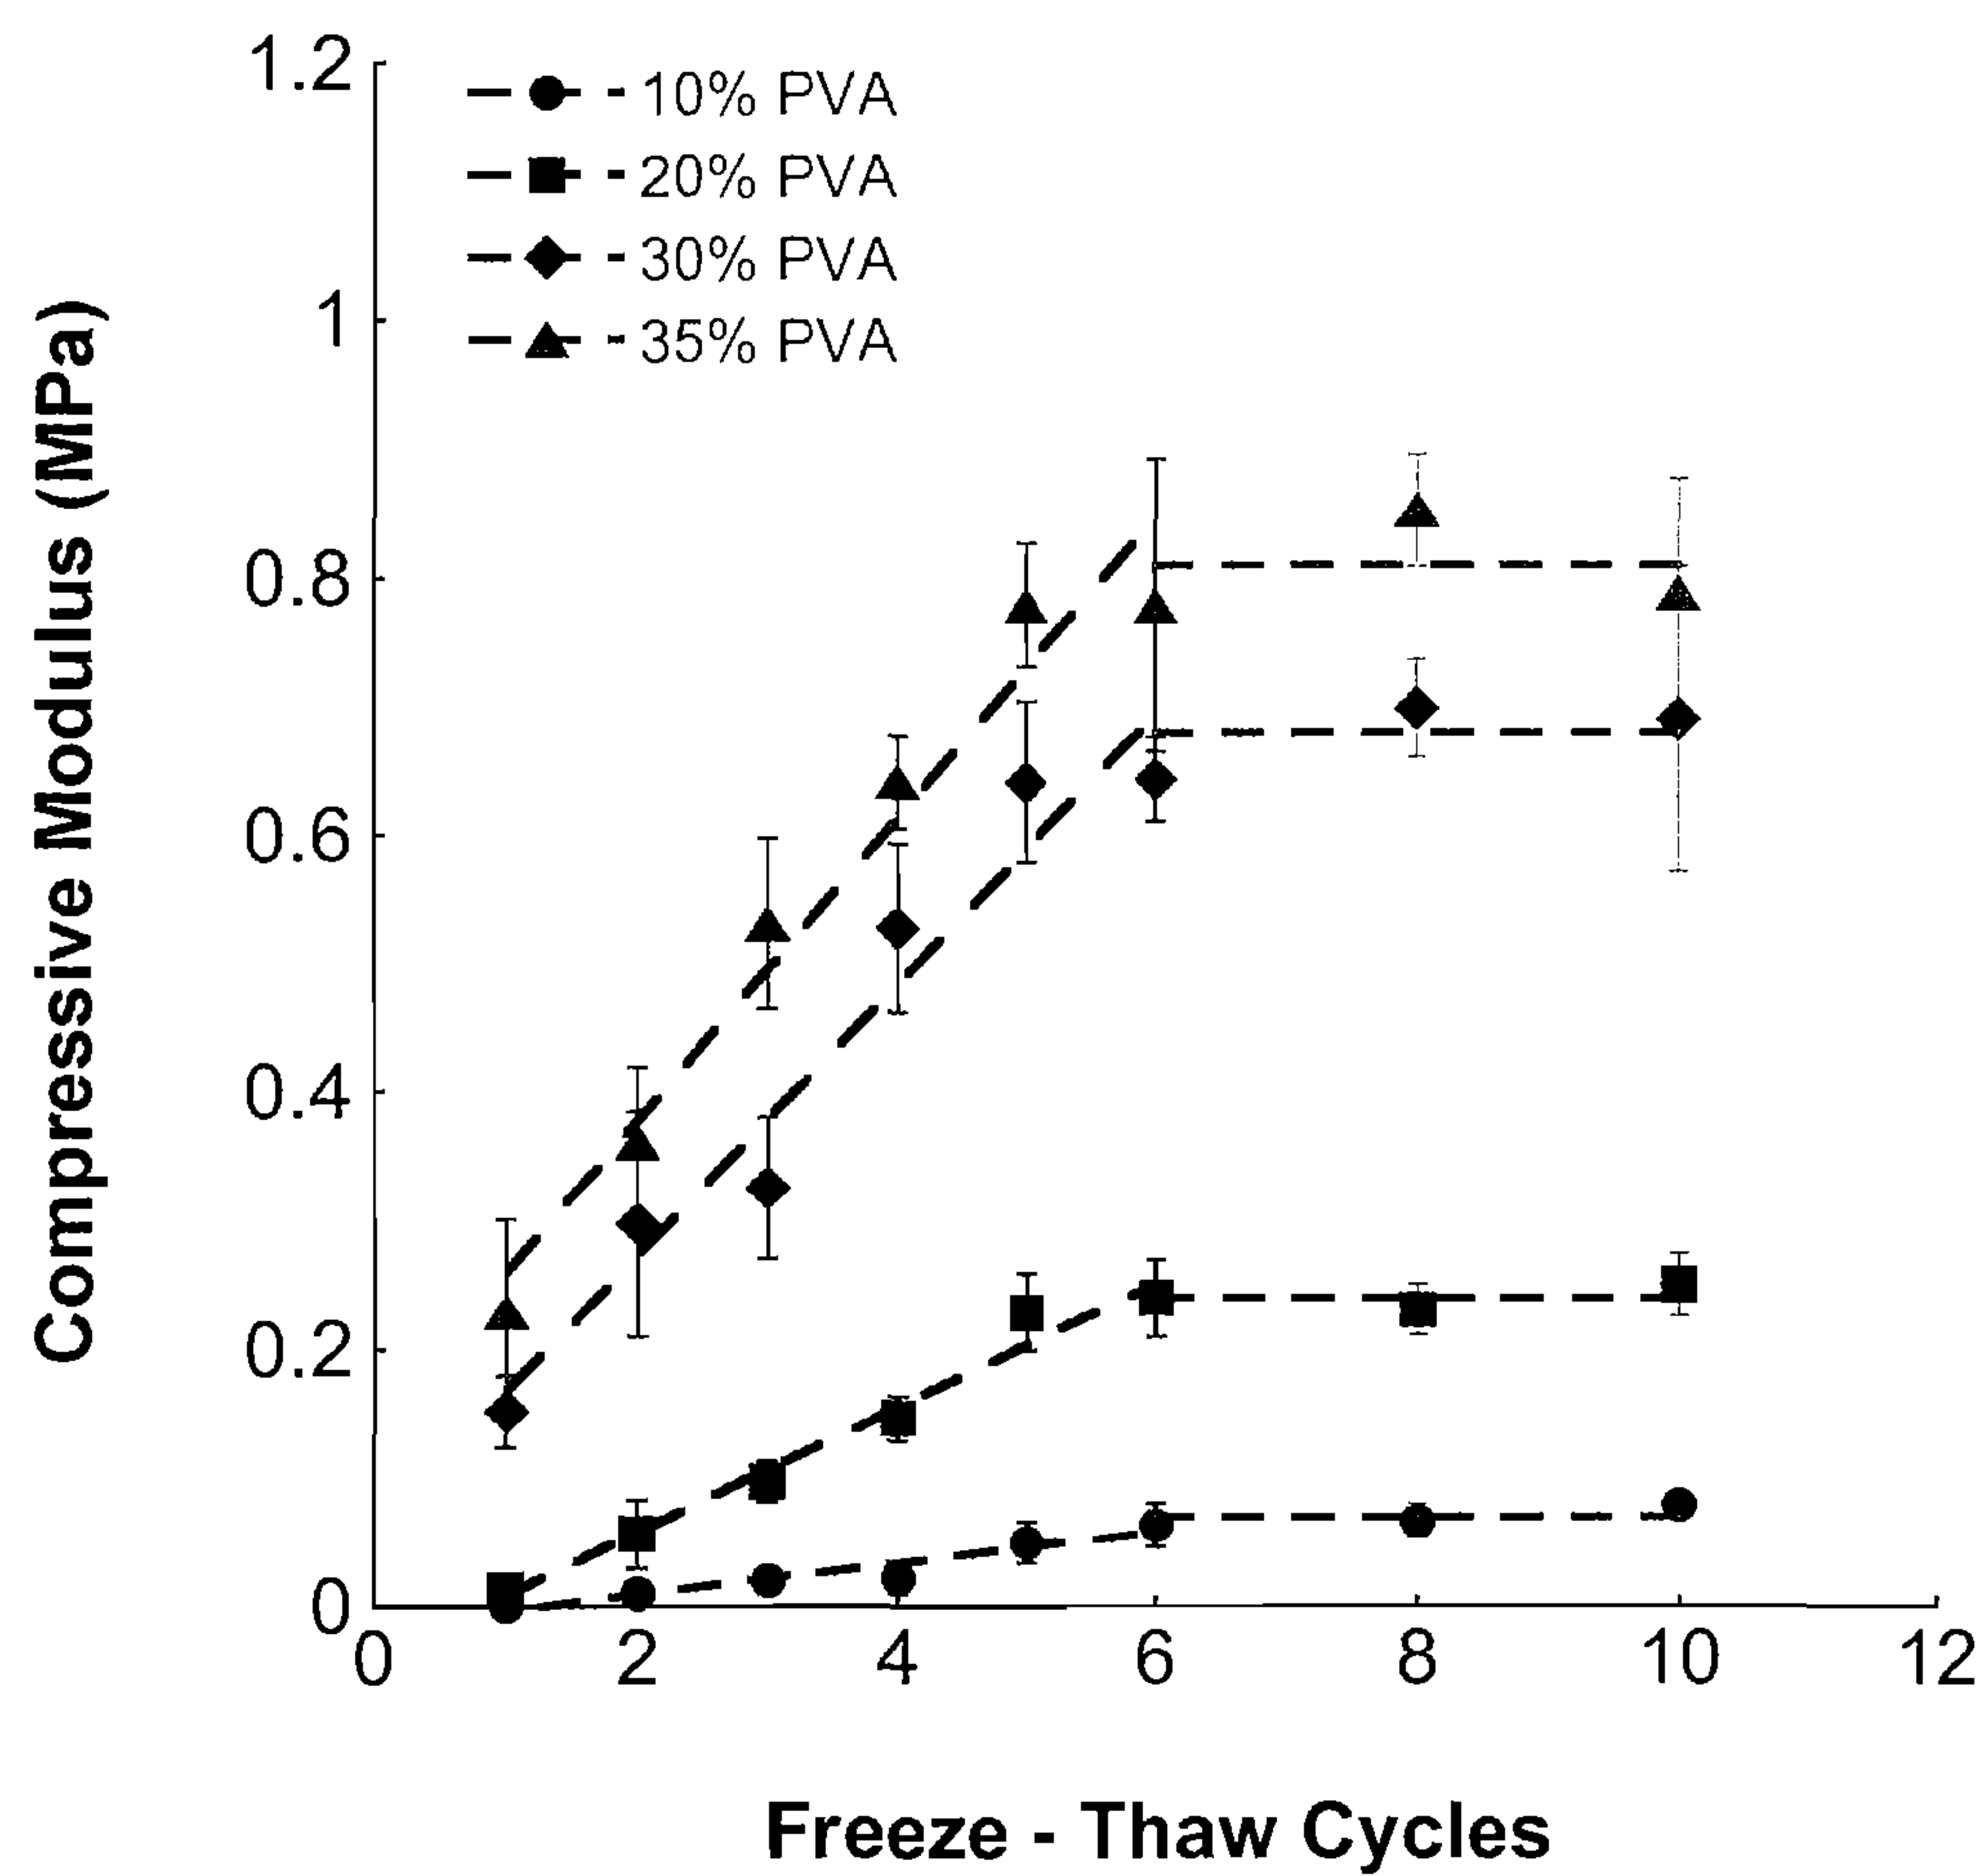 1.2
1
0.8
0.6
0.4
0.2
0
Compressive Modulus (MPa)
10% PVA
20% PVA
30% PVA
35% PVA
0 2 4 6 8 10 12
Freeze - Thaw Cycles